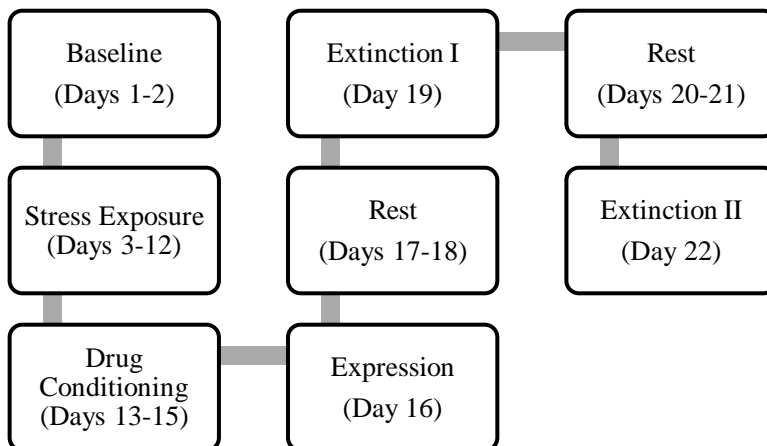 Baseline
(Days 1-2)
Stress Exposure
(Days 3-12)
Drug
Conditioning
(Days 13-15)
Expression
(Day 16)
Rest
(Days 17-18)
Extinction I
(Day 19)
Rest
(Days 20-21)
Extinction II
(Day 22)